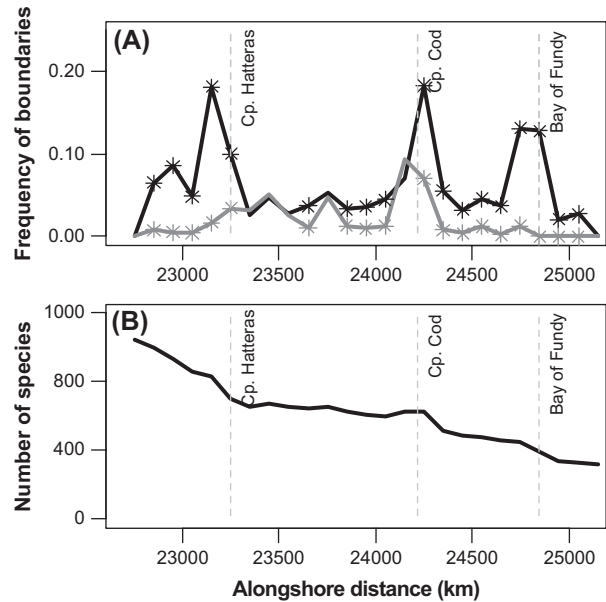 (A)
Frequency of boundaries
0.20
0.10
0.00
Cp. Hatteras
Cp. Cod
Bay of Fundy
23000 23500 24000 24500 25000
(B)
Number of species
1000
800
400
0
Cp. Hatteras
Cp. Cod
Bay of Fundy
23000 23500 24000 24500 25000
Alongshore distance (km)